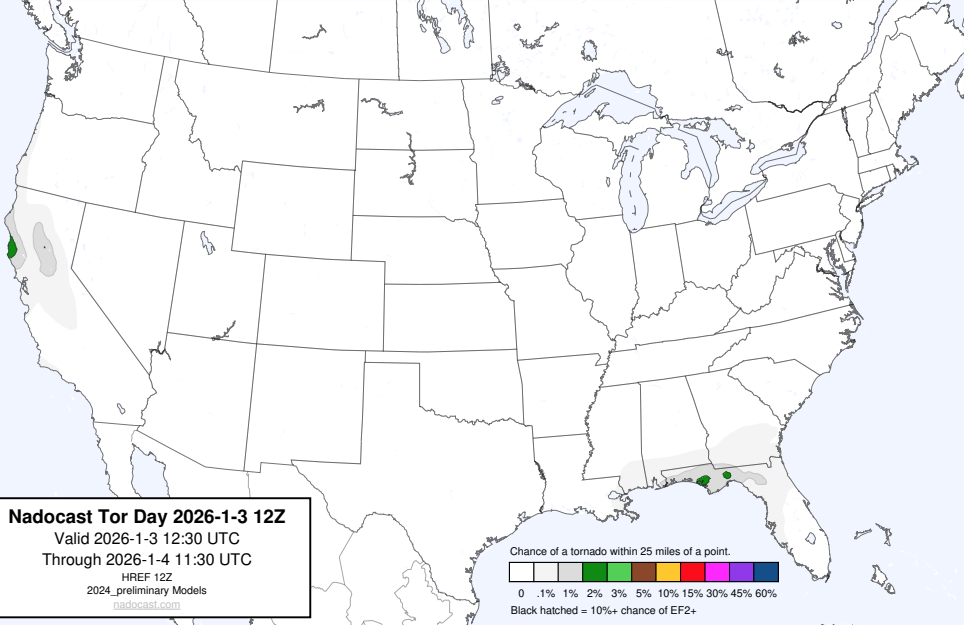 Nadocast Tor Day 2026-1-3 12Z
Valid 2026-1-3 12:30 UTC
Through 2026-1-4 11:30 UTC
HREF 12Z
2024_preliminary Models
nadocast.com
Chance of a tornado within 25 miles of a point.
0 .1% 1% 2% 3% 5% 10% 15% 30% 45% 60%
Black hatched = 10%+ chance of EF2+